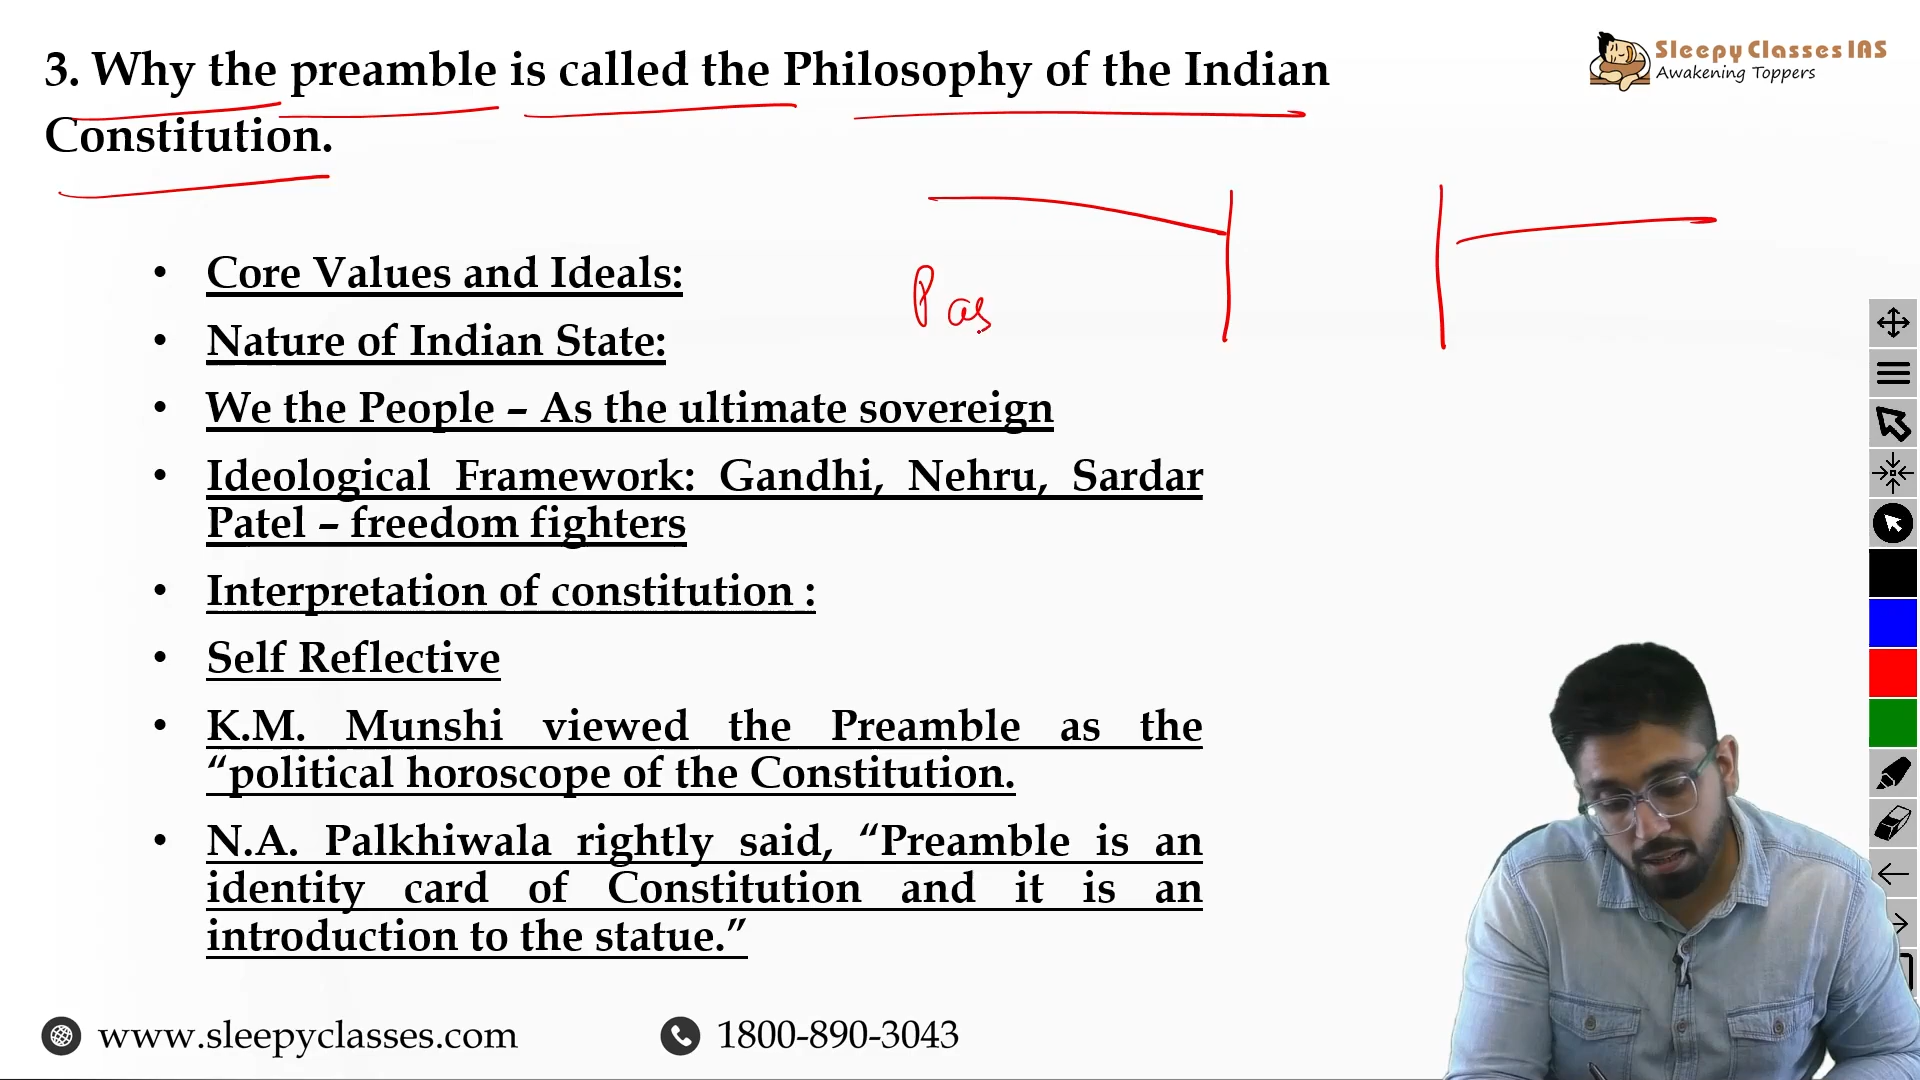 3. Why the preamble is called the Philosophy of the Indian
Constitution.
Sleepy Classes IAS
Awakening Toppers
Pas
• Core Values and Ideals:
• Nature of Indian State:
• We the People – As the ultimate sovereign
• Ideological Framework: Gandhi, Nehru, Sardar
Patel – freedom fighters
• Interpretation of constitution :
• Self Reflective
• K.M. Munshi viewed the Preamble as the
“political horoscope of the Constitution.
• N.A. Palkhiwala rightly said, “Preamble is an
identity card of Constitution and it is an
introduction to the statue.”
www.sleepyclasses.com
1800-890-3043